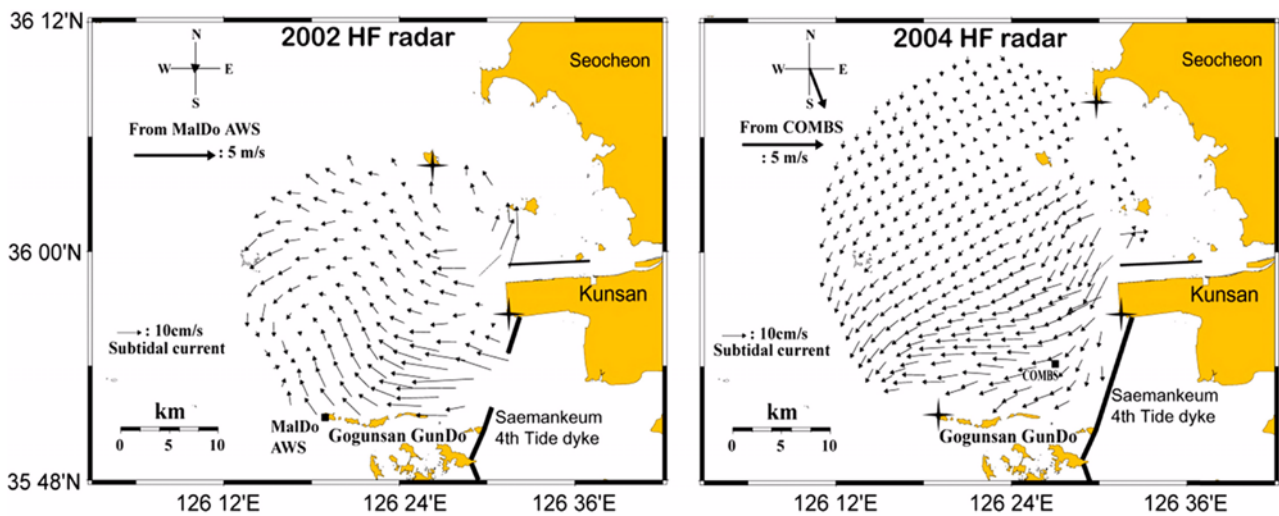 36 12'N
2002 HF radar
N
W
E
S
Seocheon
From MalDo AWS
: 5 m/s
36 00'N
Kunsan
: 10cm/s
Subtidal current
km
0 5 10
MalDo
AWS
Gogunsan GunDo
Saemankeum
4th Tide dyke
35 48'N
126 12'E
126 24'E
126 36'E
2004 HF radar
N
W
E
S
Seocheon
From COMBS
: 5 m/s
Kunsan
: 10cm/s
Subtidal current
COMBS
km
0 5 10
Gogunsan GunDo
Saemankeum
4th Tide dyke
126 12'E
126 24'E
126 36'E